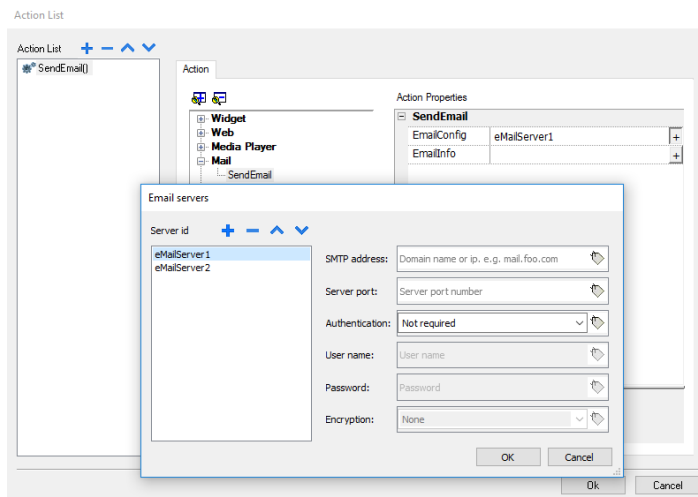 Action List
Action List
SendEmail()
Action
Widget
Web
Media Player
Mail
SendEmail
Action Properties
SendEmail
EmailConfig eMailServer1 +
EmailInfo +
Email servers
Server id
eMailServer1
eMailServer2
SMTP address: Domain name or ip. e.g. mail.foo.com
Server port: Server port number
Authentication: Not required
User name: User name
Password: Password
Encryption: None
OK Cancel
Ok Cancel